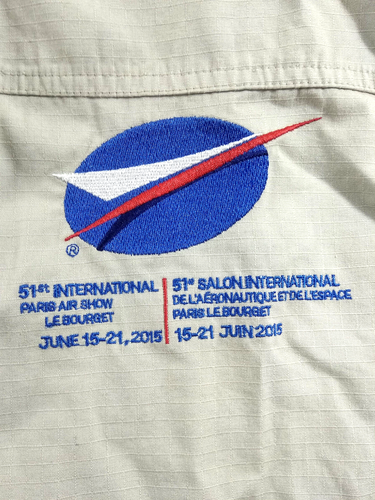 ®
51st INTERNATIONAL
PARIS AIR SHOW
LE BOURGET
JUNE 15-21, 2015
51e SALON INTERNATIONAL
DE L'AÉRONAUTIQUE ET DE L'ESPACE
PARIS LE BOURGET
15-21 JUIN 2015